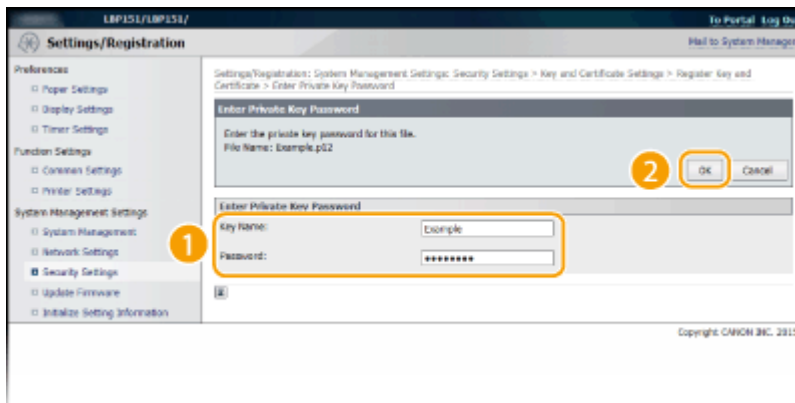 LBP151/LBP151/
To Portal Log Ou
Settings/Registration
Mail to System Manager
Preferences
Paper Settings
Display Settings
Timer Settings
Function Settings
Common Settings
Printer Settings
System Management Settings
System Management
Network Settings
Security Settings
Update Firmware
Initialize Setting Information
Settings/Registration: System Management Settings: Security Settings > Key and Certificate Settings > Register Key and
Certificate > Enter Private Key Password
Enter Private Key Password
Enter the private key password for this file.
File Name: Example.p12
2
OK Cancel
Enter Private Key Password
1
Key Name: Example
Password: ********
Copyright CANON INC. 2015